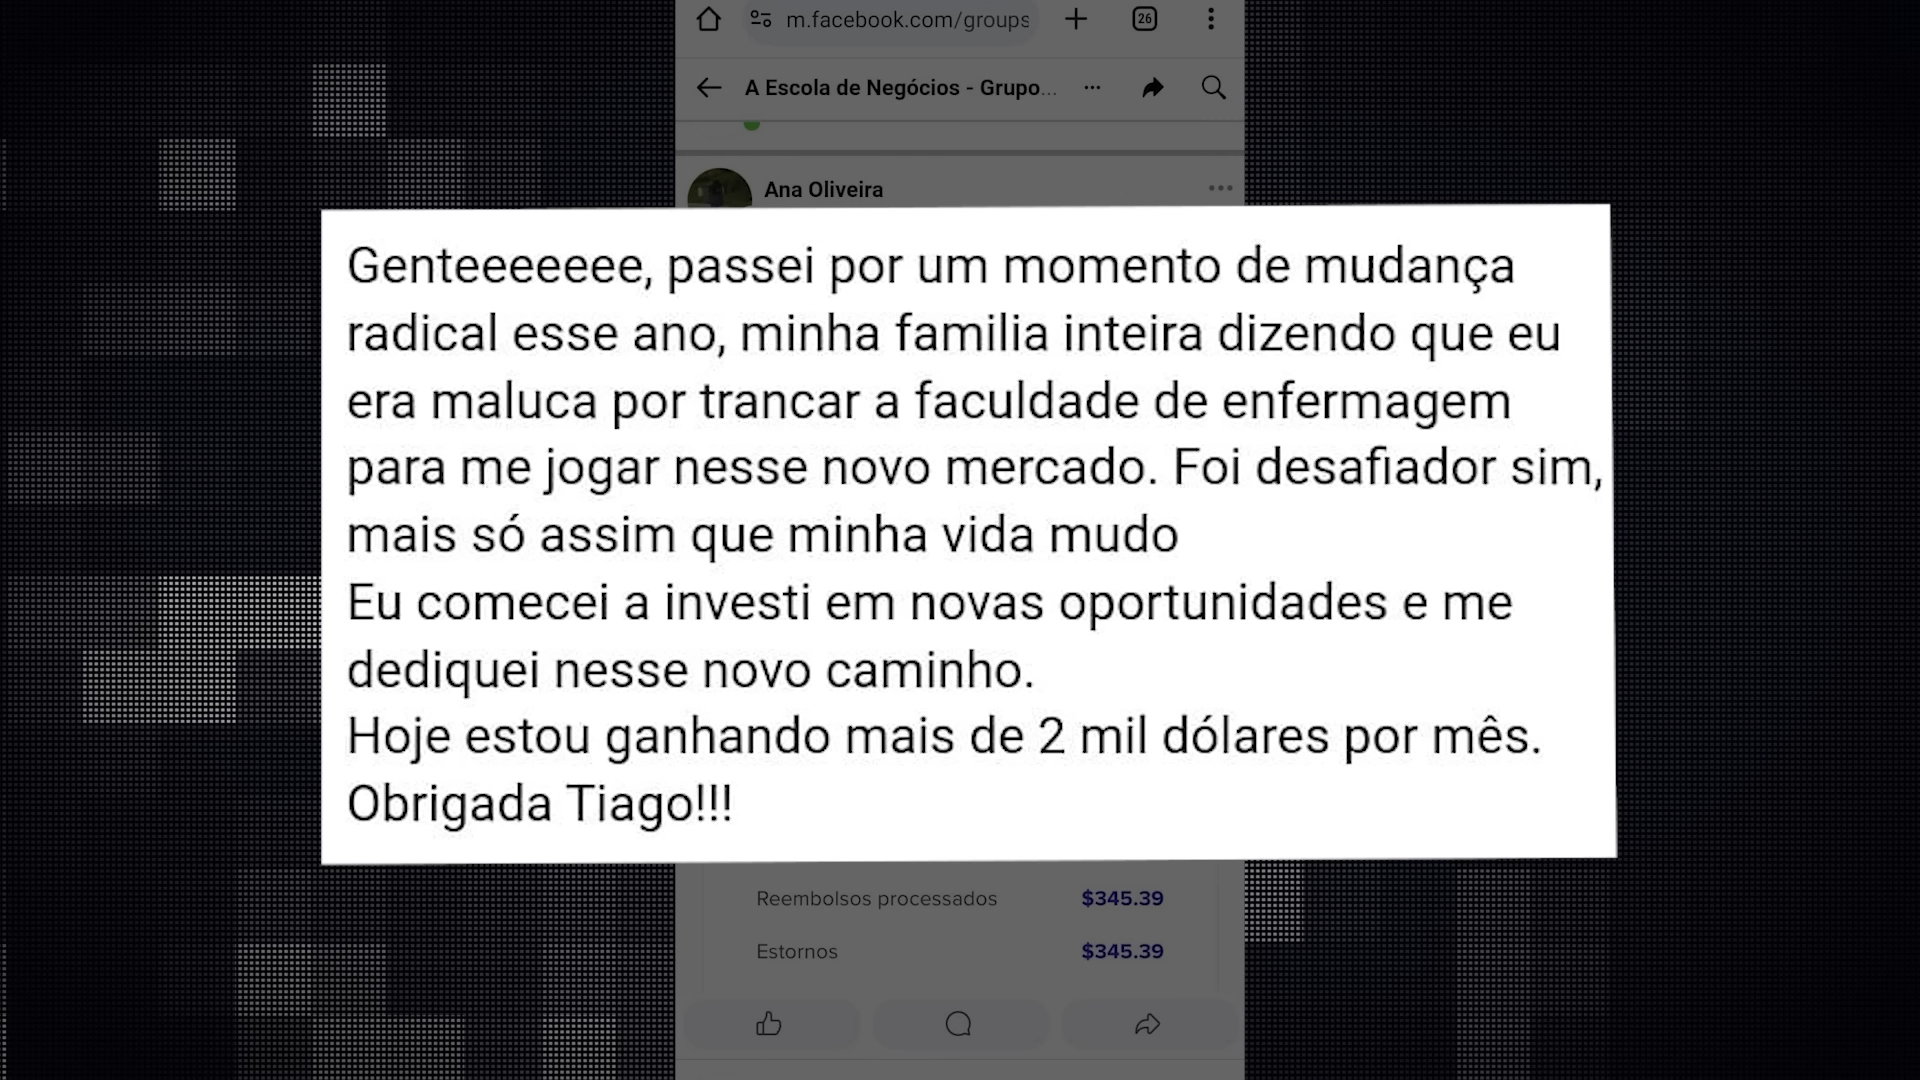 m.facebook.com/groups
26
A Escola de Negócios - Grupo...
Ana Oliveira
Genteeeeeee, passei por um momento de mudança
radical esse ano, minha familia inteira dizendo que eu
era maluca por trancar a faculdade de enfermagem
para me jogar nesse novo mercado. Foi desafiador sim,
mais só assim que minha vida mudo
Eu comecei a investi em novas oportunidades e me
dediquei nesse novo caminho.
Hoje estou ganhando mais de 2 mil dólares por mês.
Obrigada Tiago!!!
Reembolsos processados $345.39
Estornos $345.39